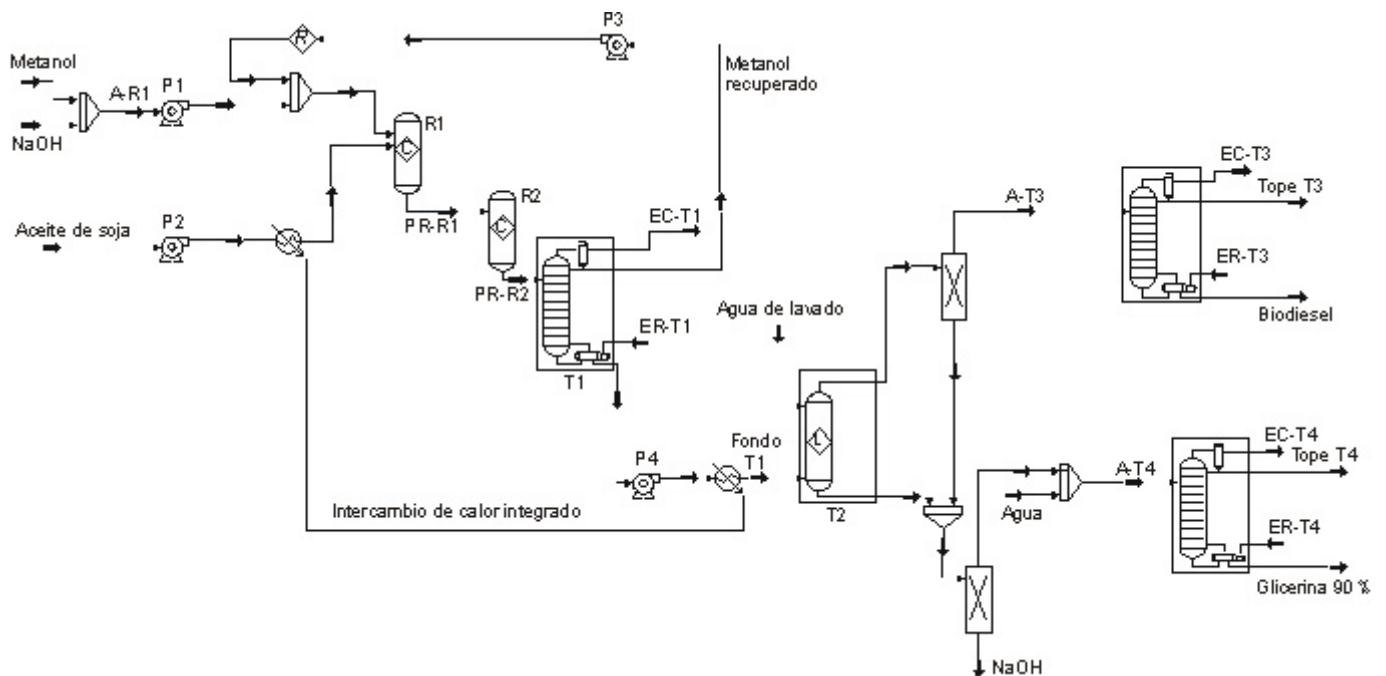 P3
R
Metanol
A-R1
P1
NaOH
Metanol
recuperado
R1
C
PR-R1
R2
C
PR-R2
P2
Aceite de soja
EC-T1
ER-T1
T1
A-T3
EC-T3
Tope T3
ER-T3
Biodiesel
Agua de lavado
L
T2
P4
Fondo
T1
Intercambio de calor integrado
Agua
A-T4
EC-T4
Tope T4
ER-T4
Glicerina 90 %
NaOH